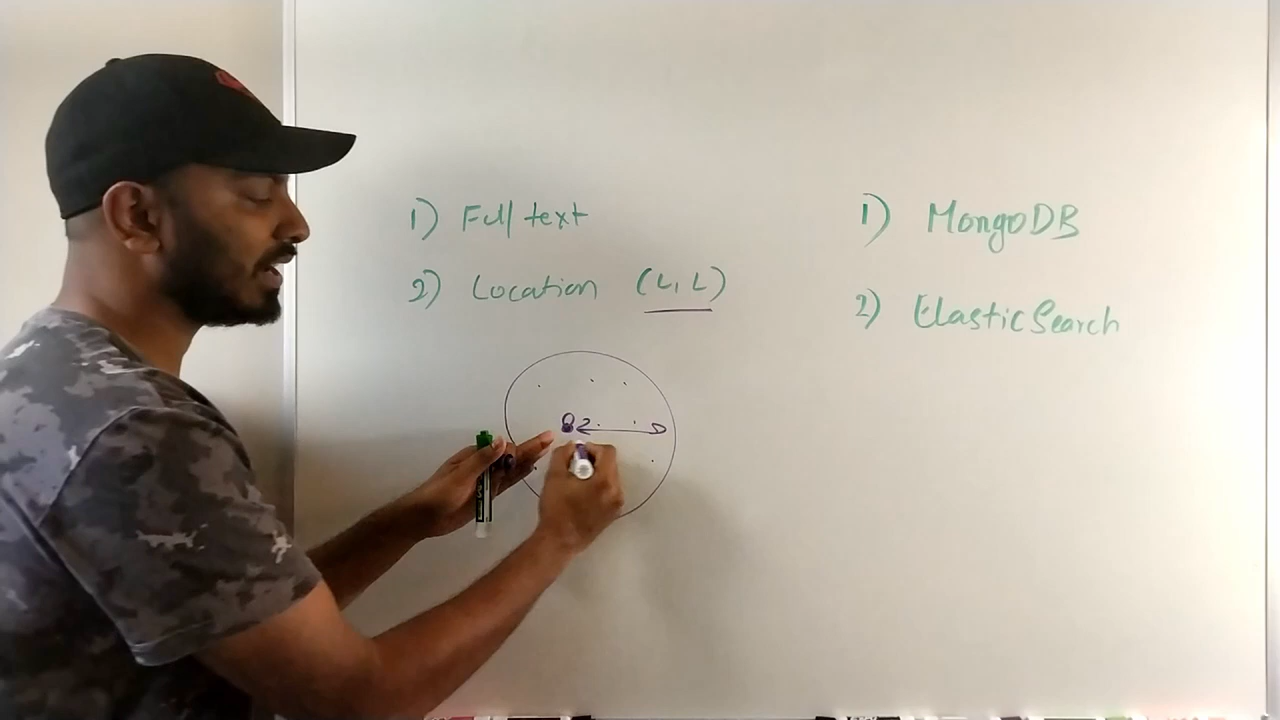 1) Full text
2) Location (L, L)
1) MongoDB
2) ElasticSearch